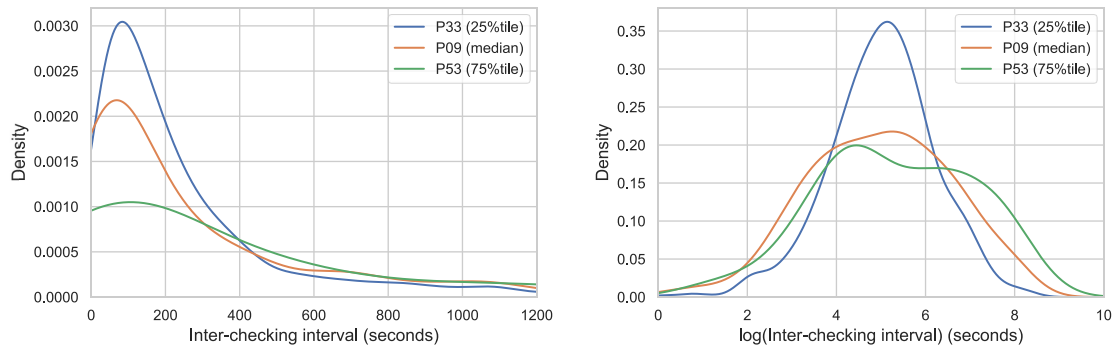 0.0030
0.0025
0.0020
0.0015
0.0010
0.0005
0.0000
Density
0
200
400
600
800
1000
1200
Inter-checking interval (seconds)
P33 (25%tile)
P09 (median)
P53 (75%tile)
0.35
0.30
0.25
0.20
0.15
0.10
0.05
0.00
Density
0
2
4
6
8
10
log(Inter-checking interval) (seconds)
P33 (25%tile)
P09 (median)
P53 (75%tile)